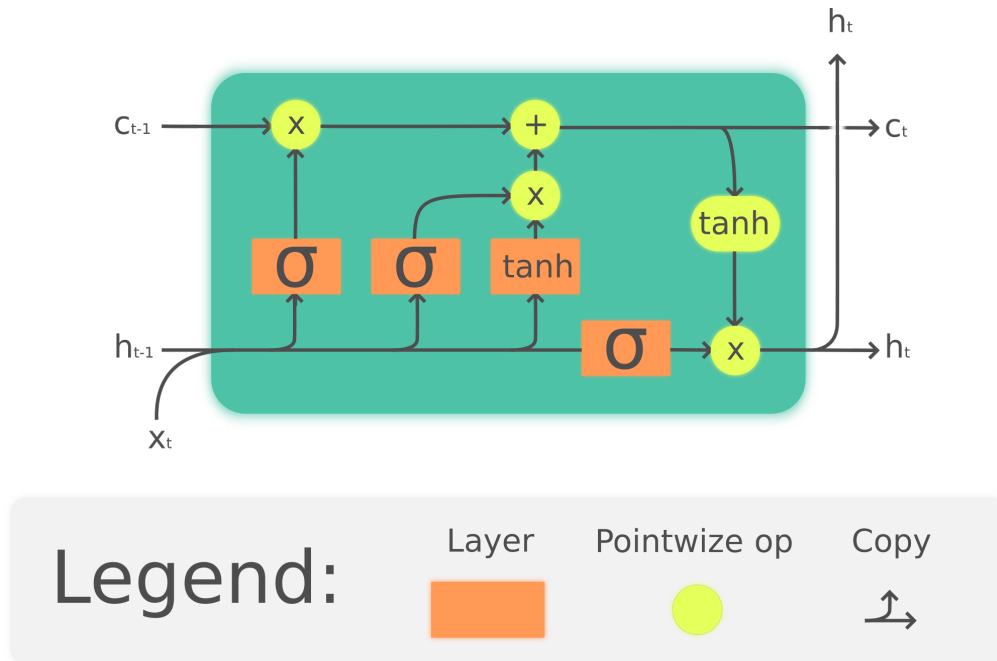 ht
ct-1 x + ct
x
tanh
σ σ tanh
ht-1 σ x ht
xt
Legend:
Layer Pointwize op Copy